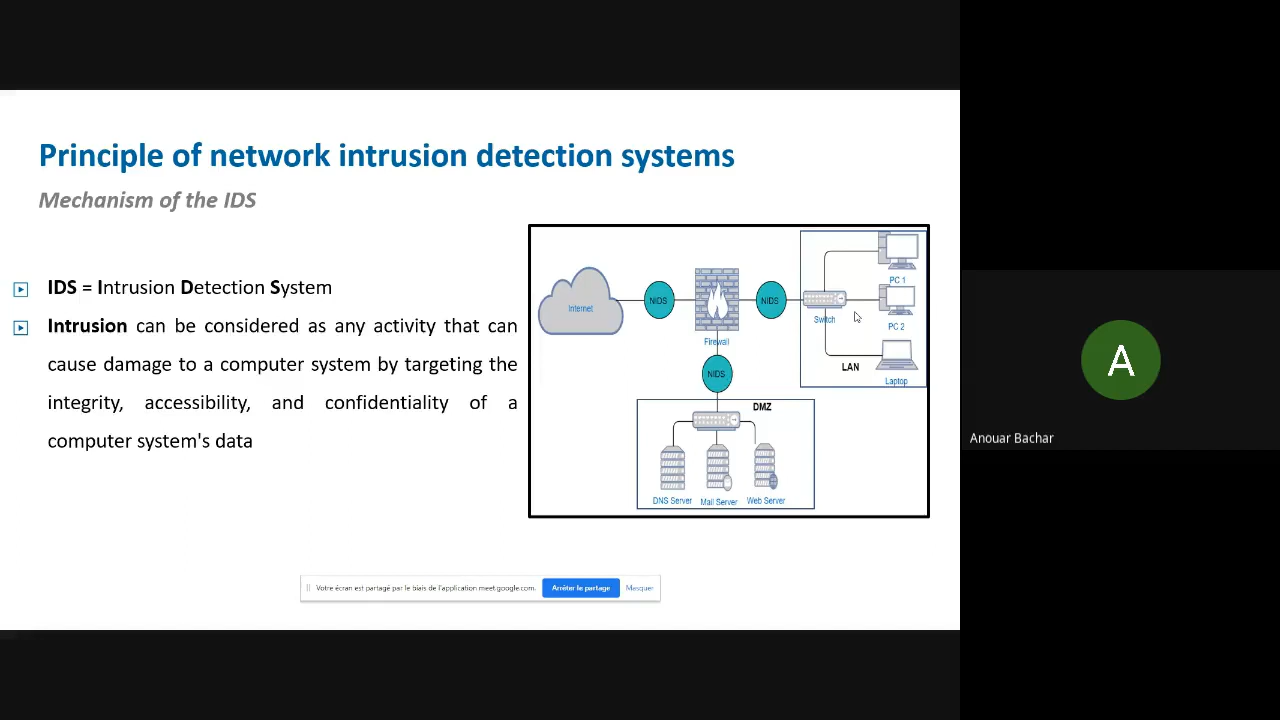 Principle of network intrusion detection systems
Mechanism of the IDS
IDS = Intrusion Detection System
Intrusion can be considered as any activity that can
cause damage to a computer system by targeting the
integrity, accessibility, and confidentiality of a
computer system's data
Internet
NIDS
Firewall
NIDS
Switch
PC 1
PC 2
LAN
Laptop
NIDS
DMZ
DNS Server
Mail Server
Web Server
Votre écran est partagé par le biais de l'application meet.google.com.
Arrêter le partage
Masquer
A
Anouar Bachar